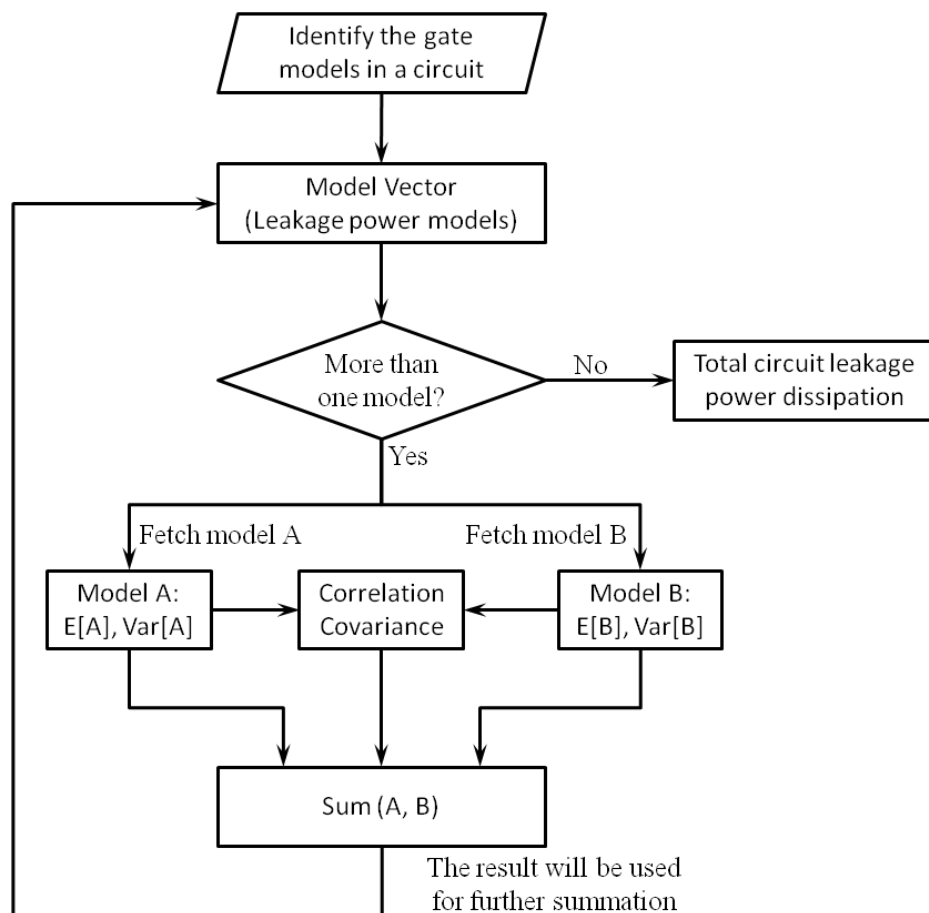 Identify the gate
models in a circuit
Model Vector
(Leakage power models)
More than
one model?
No
Total circuit leakage
power dissipation
Yes
Fetch model A
Fetch model B
Model A:
E[A], Var[A]
Correlation
Covariance
Model B:
E[B], Var[B]
Sum (A, B)
The result will be used
for further summation